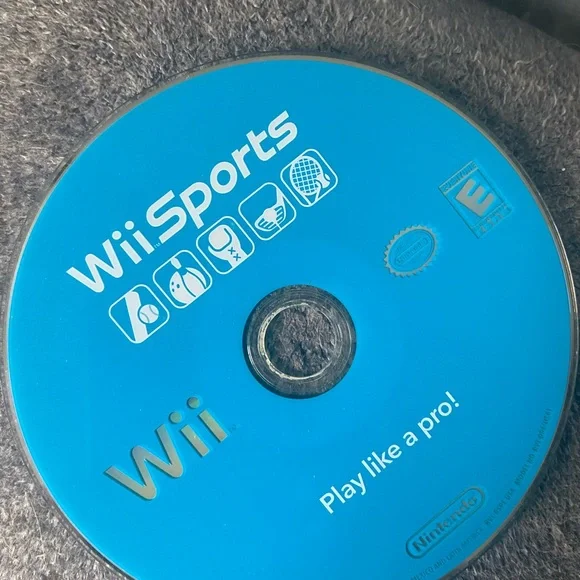 Wii Sports
E
Wii
Play like a pro!
Nintendo